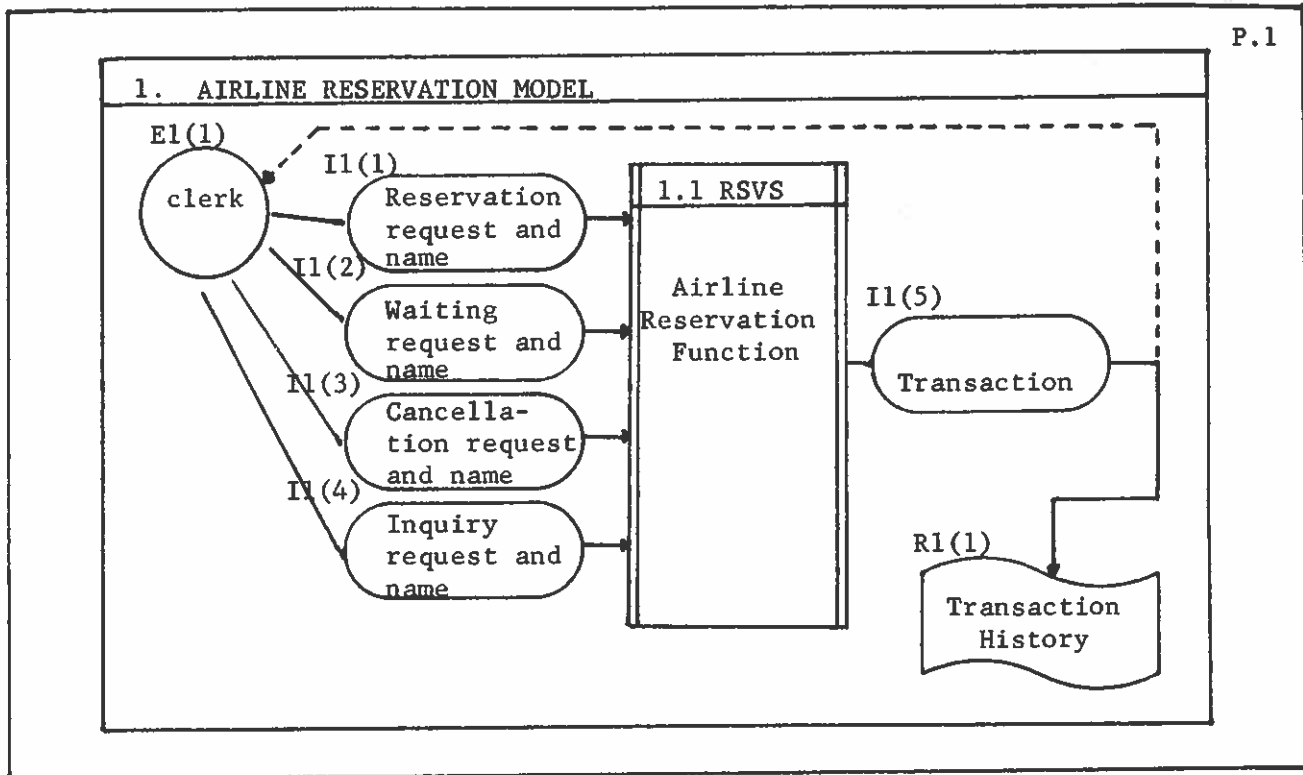 P.1
1. AIRLINE RESERVATION MODEL
E1(1)
clerk
I1(1)
Reservation
request and
name
I1(2)
Waiting
request and
name
I1(3)
Cancella-
tion request
and name
I1(4)
Inquiry
request and
name
1.1 RSVS
Airline
Reservation
Function
I1(5)
Transaction
R1(1)
Transaction
History